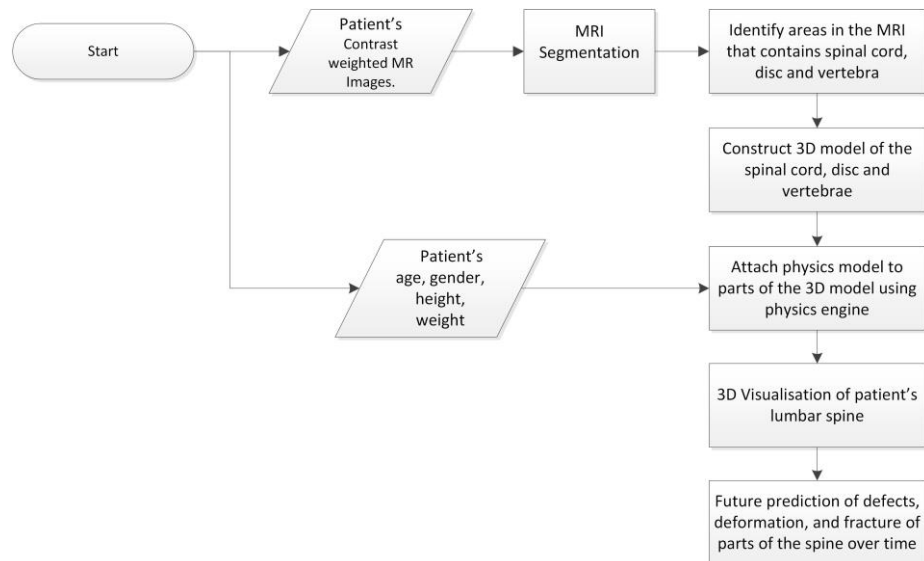 Start
Patient's
Contrast
weighted MR
Images.
MRI
Segmentation
Identify areas in the MRI
that contains spinal cord,
disc and vertebra
Construct 3D model of the
spinal cord, disc and
vertebrae
Patient's
age, gender,
height,
weight
Attach physics model to
parts of the 3D model using
physics engine
3D Visualisation of patient's
lumbar spine
Future prediction of defects,
deformation, and fracture of
parts of the spine over time